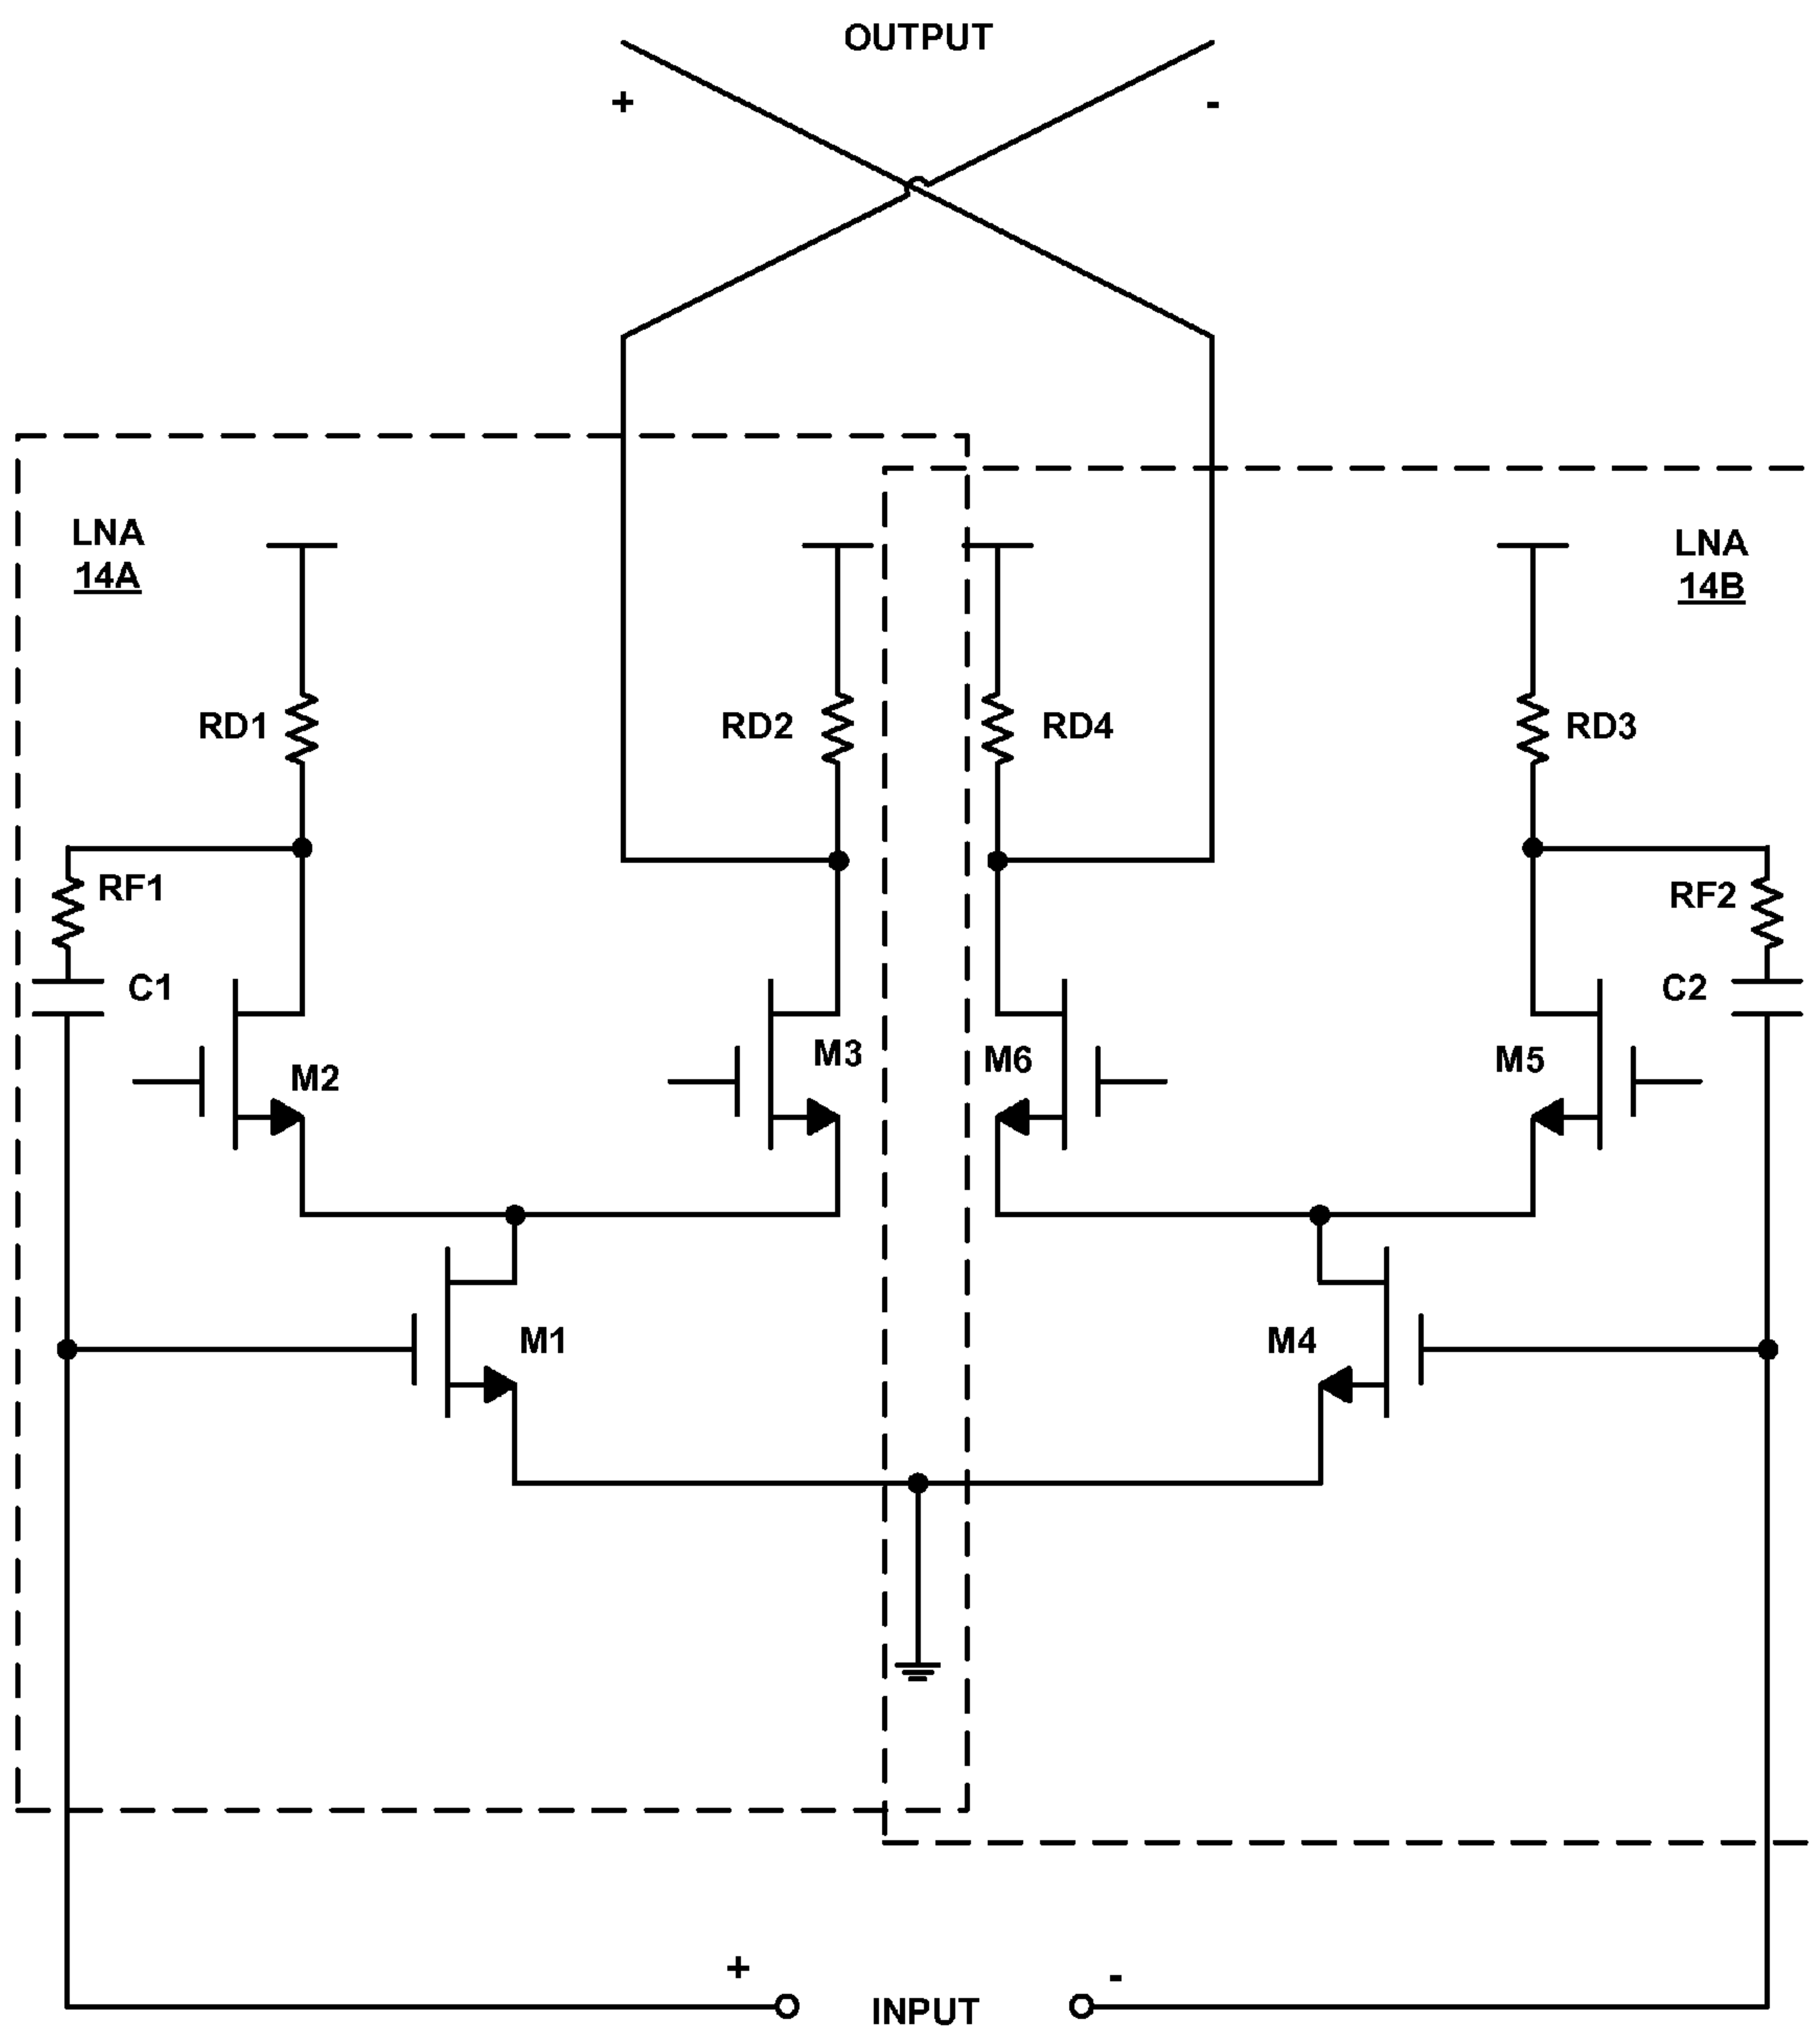 OUTPUT
+ -
LNA
14A
LNA
14B
RD1
RD2
RD4
RD3
RF1
RF2
C1
C2
M2
M3
M6
M5
M1
M4
+ -
INPUT